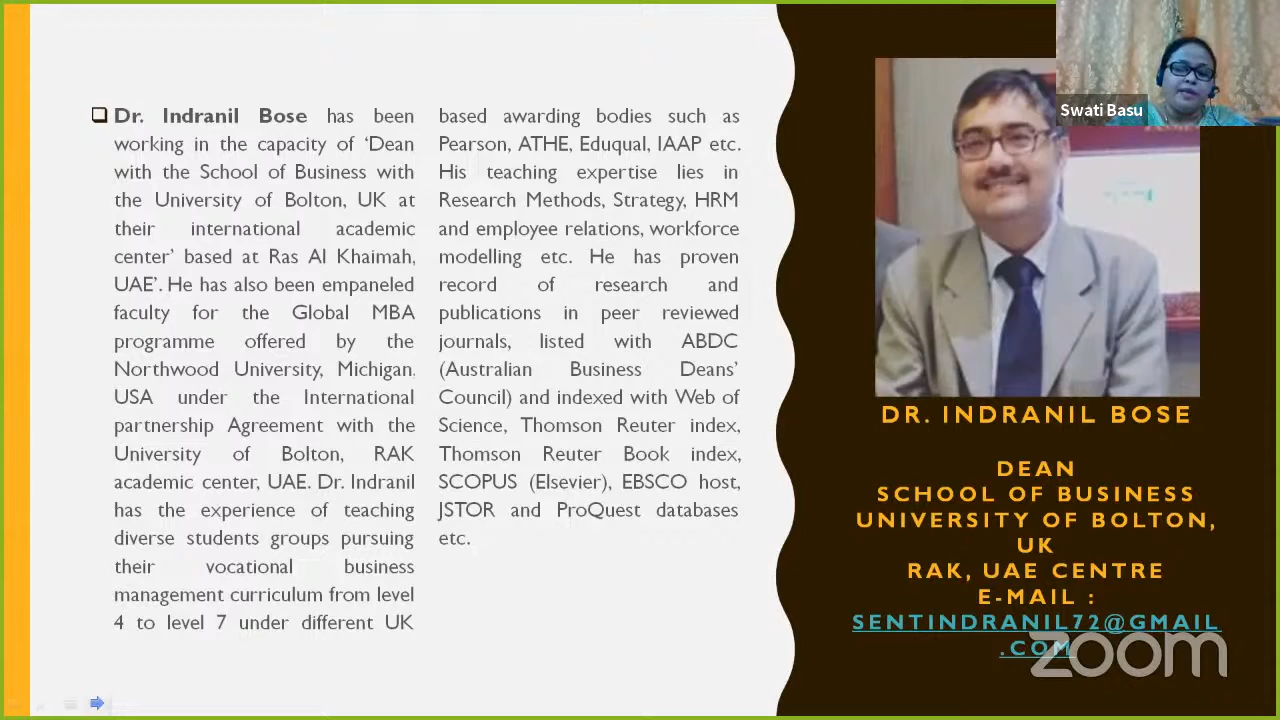 Dr. Indranil Bose has been
working in the capacity of ‘Dean
with the School of Business with
the University of Bolton, UK at
their international academic
center’ based at Ras Al Khaimah,
UAE’. He has also been empaneled
faculty for the Global MBA
programme offered by the
Northwood University, Michigan,
USA under the International
partnership Agreement with the
University of Bolton, RAK
academic center, UAE. Dr. Indranil
has the experience of teaching
diverse students groups pursuing
their vocational business
management curriculum from level
4 to level 7 under different UK
based awarding bodies such as
Pearson, ATHE, Eduqual, IAAP etc.
His teaching expertise lies in
Research Methods, Strategy, HRM
and employee relations, workforce
modelling etc. He has proven
record of research and
publications in peer reviewed
journals, listed with ABDC
(Australian Business Deans’
Council) and indexed with Web of
Science, Thomson Reuter index,
Thomson Reuter Book index,
SCOPUS (Elsevier), EBSCO host,
JSTOR and ProQuest databases
etc.
Swati Basu
DR. INDRANIL BOSE
DEAN
SCHOOL OF BUSINESS
UNIVERSITY OF BOLTON,
UK
RAK, UAE CENTRE
E-MAIL :
SENTINDRANIL72@GMAIL
.COM
zoom